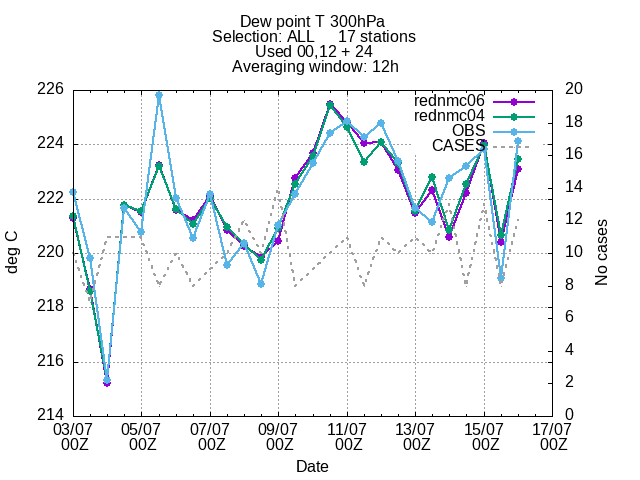 Dew point T 300hPa
Selection: ALL 17 stations
Used 00,12 + 24
Averaging window: 12h
226
224
222
220
218
216
214
deg C
20
18
16
14
12
10
8
6
4
2
0
No cases
rednmc06
rednmc04
OBS
CASES
03/07 05/07 07/07 09/07 11/07 13/07 15/07 17/07
00Z 00Z 00Z 00Z 00Z 00Z 00Z 00Z
Date